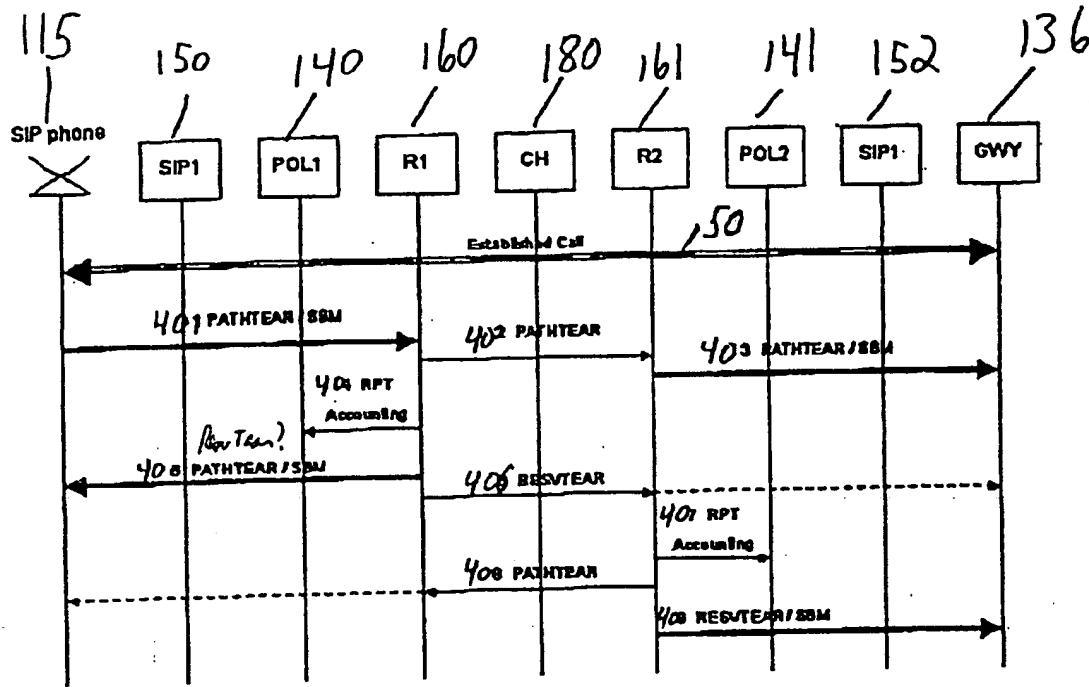 115 150 140 160 180 161 141 152 136
SIP phone SIP1 POL1 R1 CH R2 POL2 SIP1 GWY
Established Call 150
401 PATHTEAR / SBM
402 PATHTEAR
403 PATHTEAR / SBM
404 RPT
Accounting
Tear?
PATHTEAR / SBM
406 RESVTEAR
407 RPT
Accounting
408 PATHTEAR
409 RESVTEAR / SBM